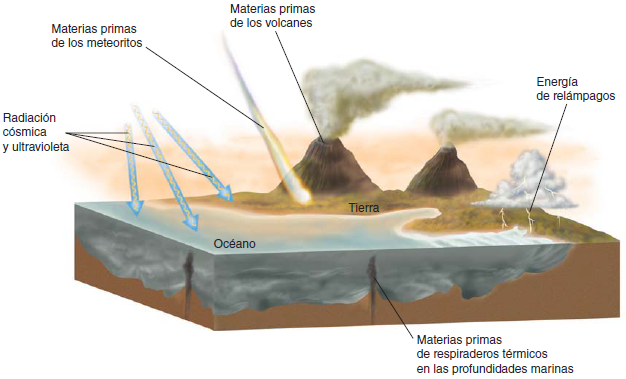 Materias primas
de los volcanes
Materias primas
de los meteoritos
Energía
de relámpagos
Radiación
cósmica
y ultravioleta
Tierra
Océano
Materias primas
de respiraderos térmicos
en las profundidades marinas